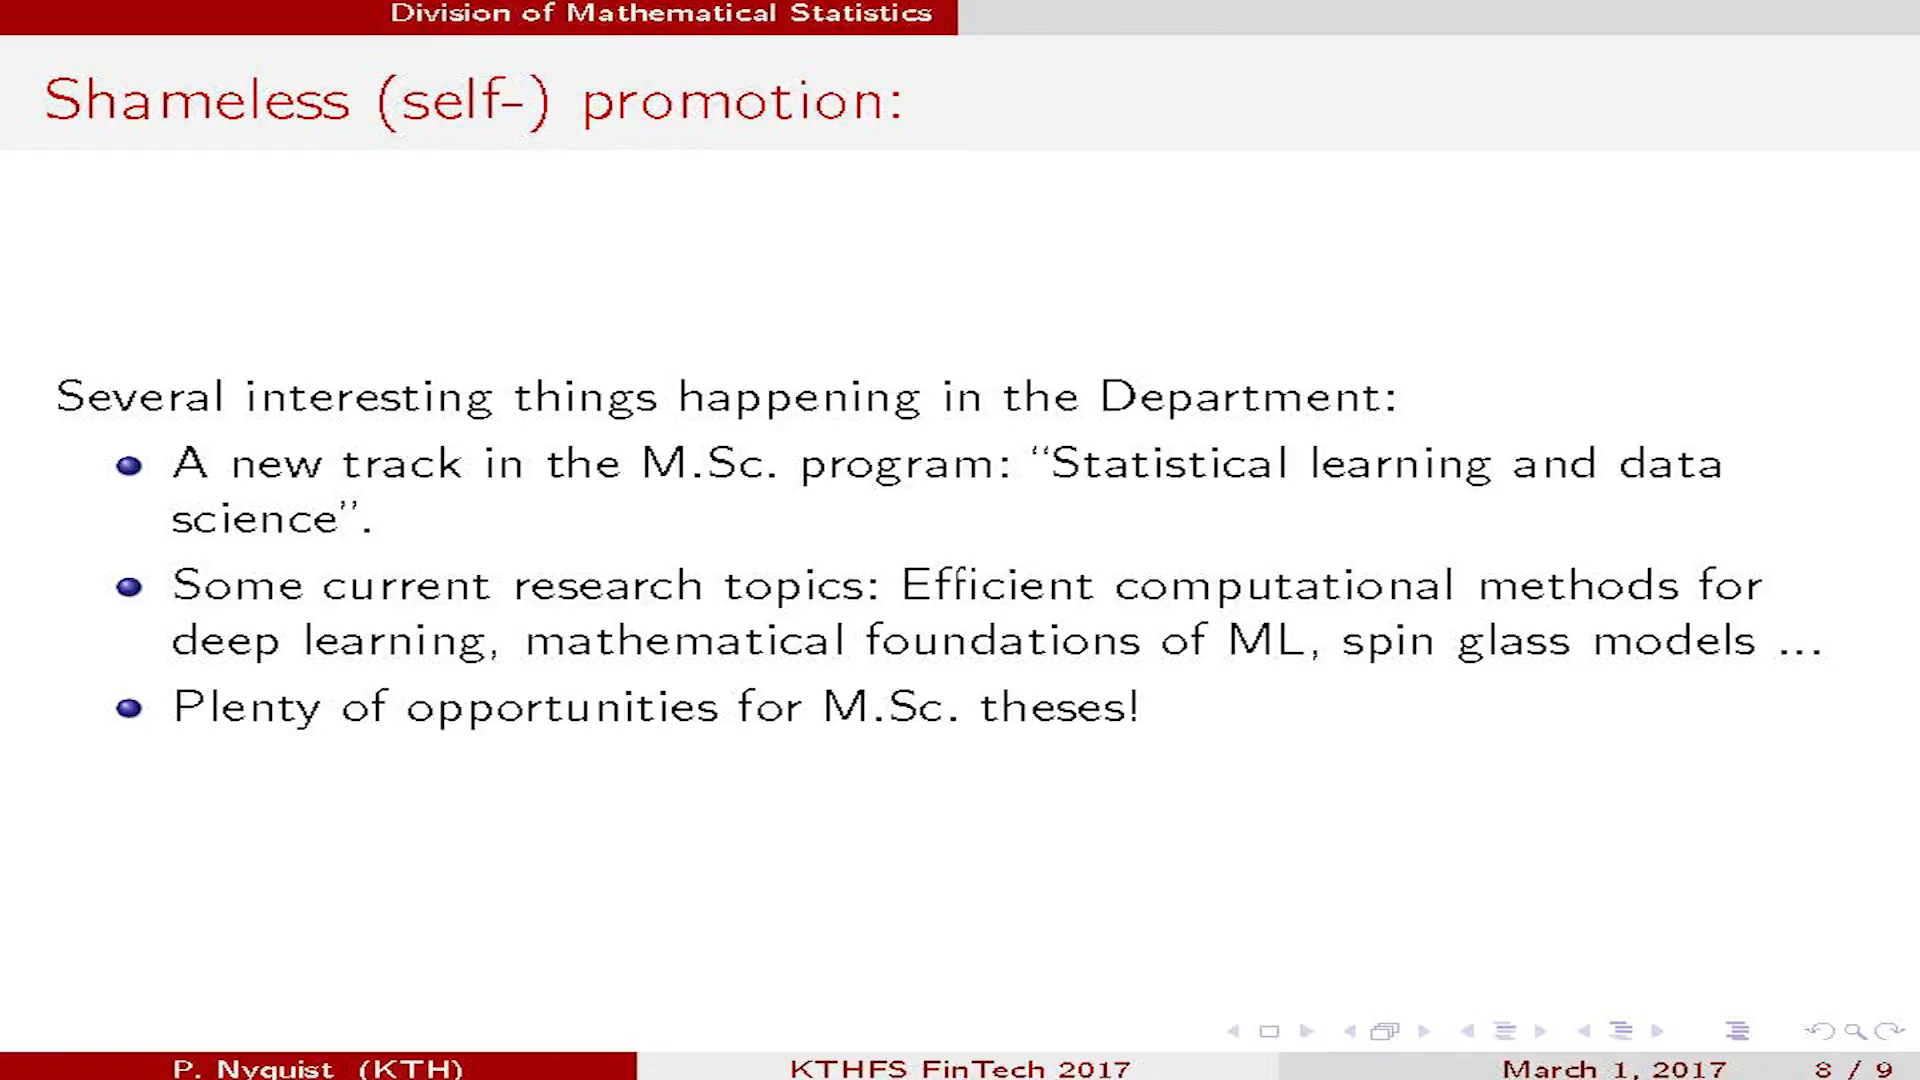 Division of Mathematical Statistics
Shameless (self-) promotion:
Several interesting things happening in the Department:
A new track in the M.Sc. program: “Statistical learning and data
science”.
Some current research topics: Efficient computational methods for
deep learning, mathematical foundations of ML, spin glass models ...
Plenty of opportunities for M.Sc. theses!
P. Nyquist (KTH) KTHFS FinTech 2017 March 1, 2017 8 / 9